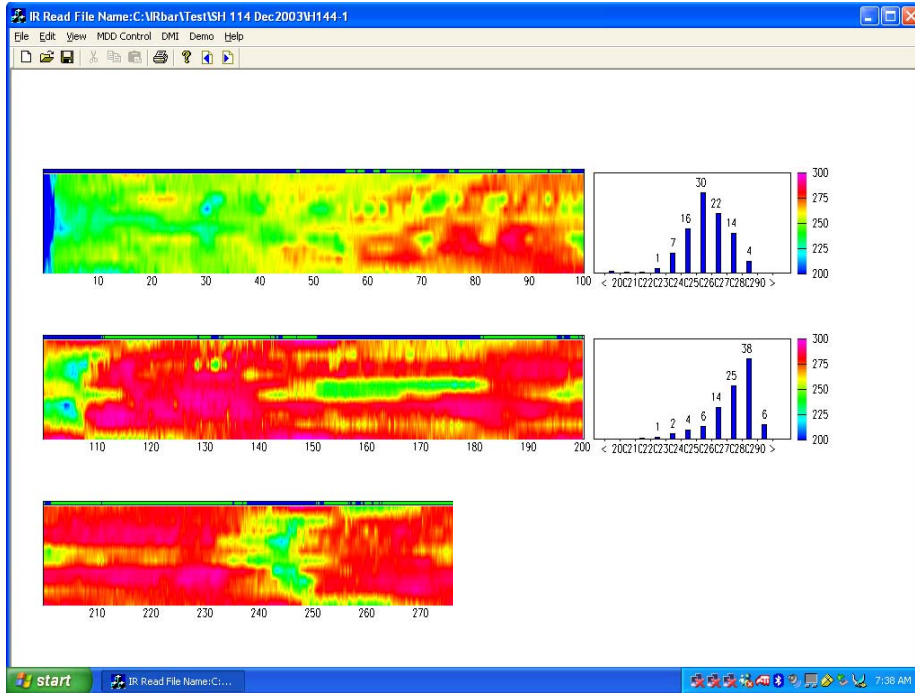 IR Read File Name:C:\IRbar\Test\SH 114 Dec2003\H144-1
File Edit View MDD Control DMI Demo Help
30
22
16
14
7
4
1
300
275
250
225
200
10 20 30 40 50 60 70 80 90 100
< 20C21C22C23C24C25C26C27C28C290 >
38
25
14
6 6
4
2
1
300
275
250
225
200
110 120 130 140 150 160 170 180 190 200
< 20C21C22C23C24C25C26C27C28C290 >
210 220 230 240 250 260 270
start
IR Read File Name:C:...
7:38 AM